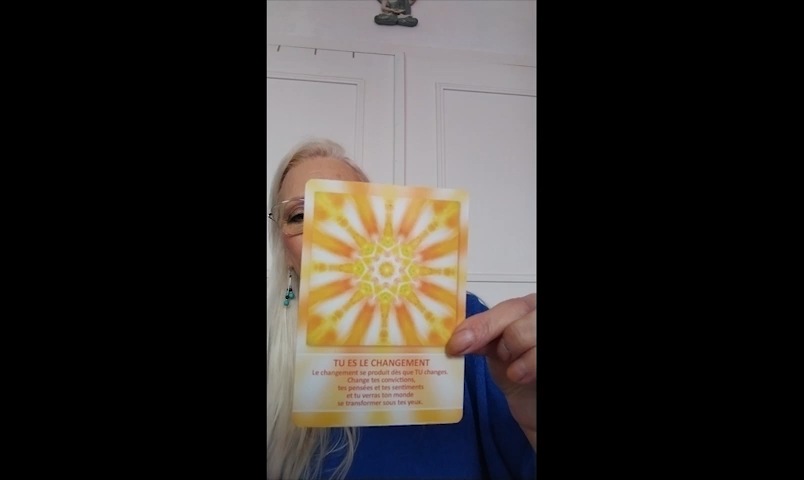 TU ES LE CHANGEMENT
Le changement se produit dès que TU changes.
Change tes convictions,
tes pensées et tes sentiments
et tu verras ton monde
se transformer sous tes yeux.